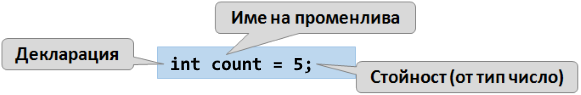 Име на променлива
Декларация
int count = 5;
Стойност (от тип число)